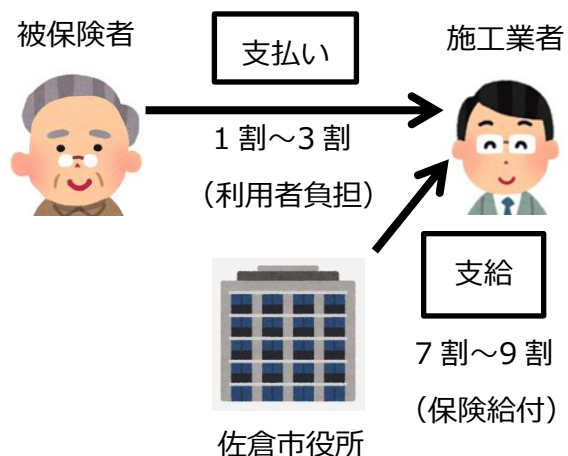 被保険者
支払い
施工業者
1割～3割
（利用者負担）
支給
7割～9割
（保険給付）
佐倉市役所